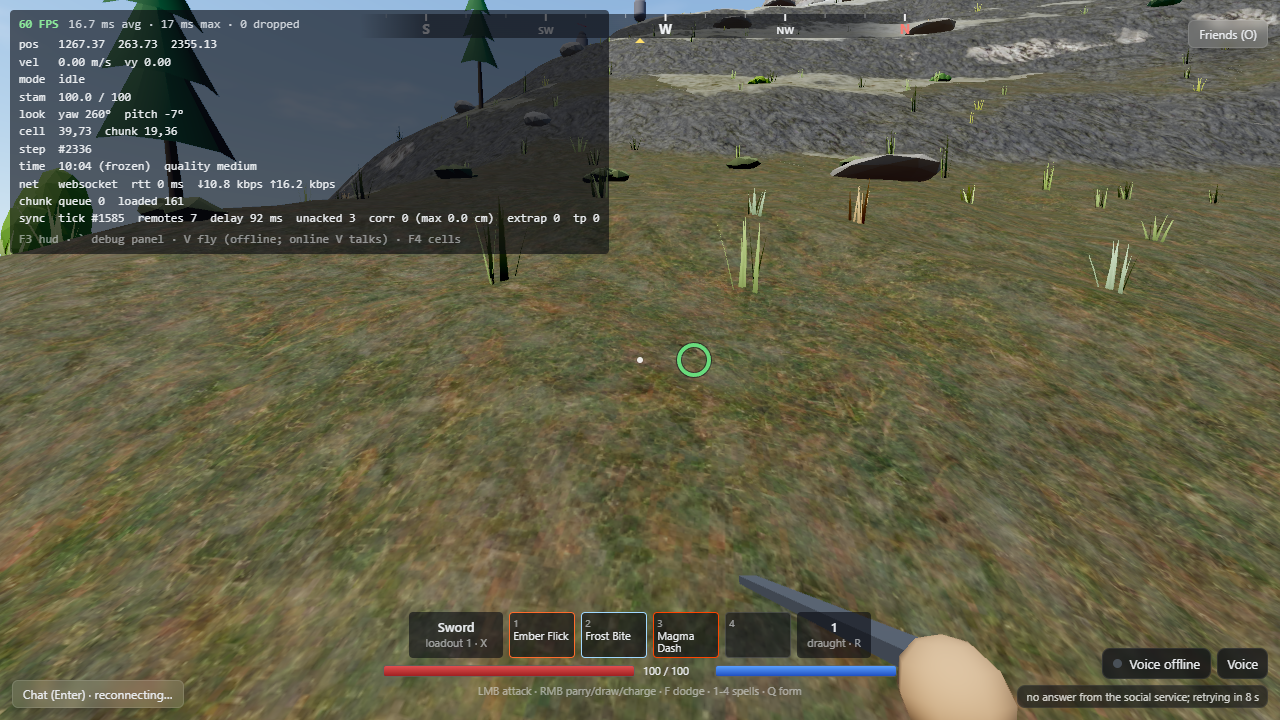 60 FPS 16.7 ms avg · 17 ms max · 0 dropped
pos 1267.37 263.73 2355.13
vel 0.00 m/s vy 0.00
mode idle
stam 100.0 / 100
look yaw 260° pitch -7°
cell 39,73 chunk 19,36
step #2336
time 10:04 (frozen) quality medium
net websocket rtt 0 ms ↓10.8 kbps ↑16.2 kbps
chunk queue 0 loaded 161
sync tick #1585 remotes 7 delay 92 ms unacked 3 corr 0 (max 0.0 cm) extrap 0 tp 0
F3 hud · ` debug panel · V fly (offline; online V talks) · F4 cells
S SW W NW N
Friends (O)
Sword
loadout 1 · X
1
Ember Flick
2
Frost Bite
3
Magma
Dash
4
1
draught · R
100 / 100
LMB attack · RMB parry/draw/charge · F dodge · 1-4 spells · Q form
Chat (Enter) · reconnecting...
Voice offline
Voice
no answer from the social service; retrying in 8 s